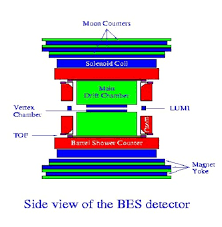 Muon Counters
Solenoid Coil
Main
Drift Chamber
Vertex
Chamber
LUMI
TOF
Barrel Shower Counter
Magnet
Yoke
Side view of the BES detector